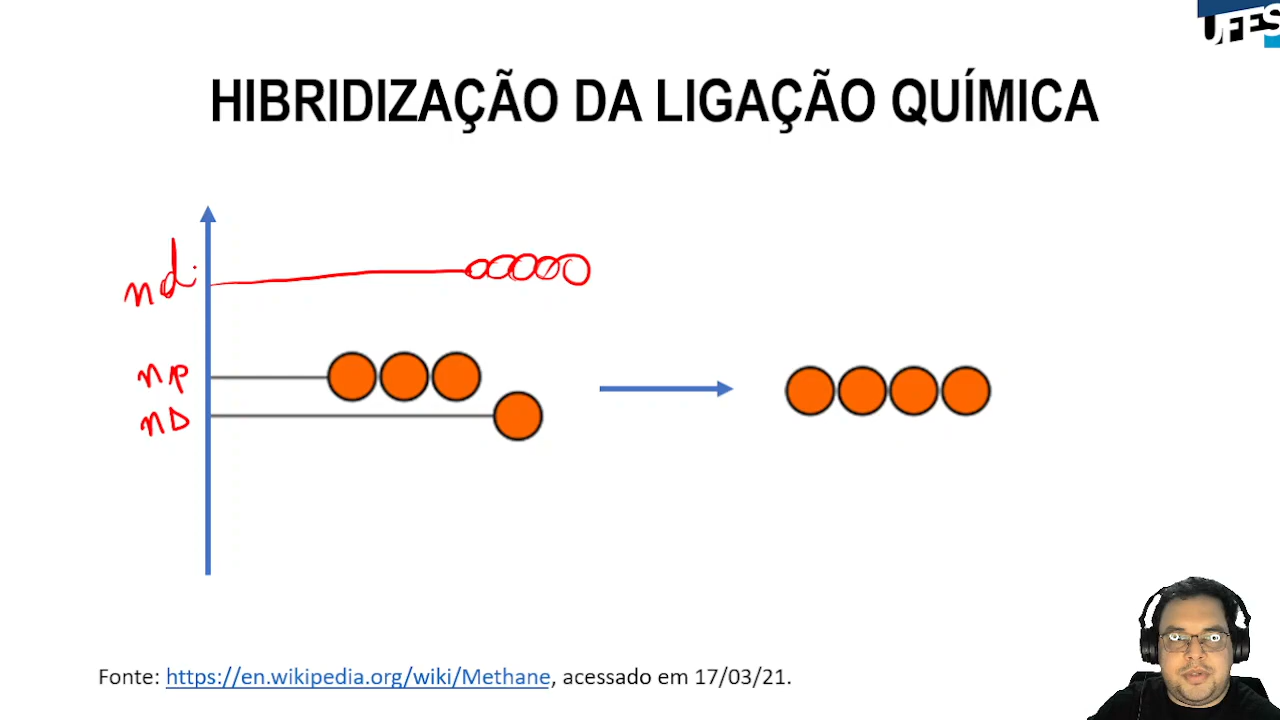 UFES
HIBRIDIZAÇÃO DA LIGAÇÃO QUÍMICA
nd
np
ns
Fonte: https://en.wikipedia.org/wiki/Methane, acessado em 17/03/21.